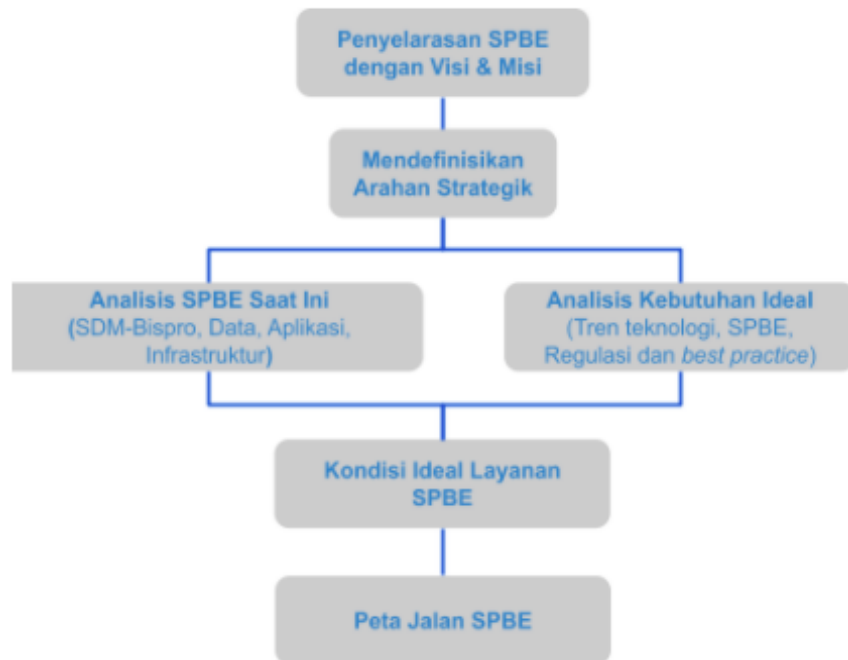 Penyelarasan SPBE
dengan Visi & Misi
Mendefinisikan
Arahan Strategik
Analisis SPBE Saat Ini
(SDM-Bispro, Data, Aplikasi,
Infrastruktur)
Analisis Kebutuhan Ideal
(Tren teknologi, SPBE,
Regulasi dan best practice)
Kondisi Ideal Layanan
SPBE
Peta Jalan SPBE